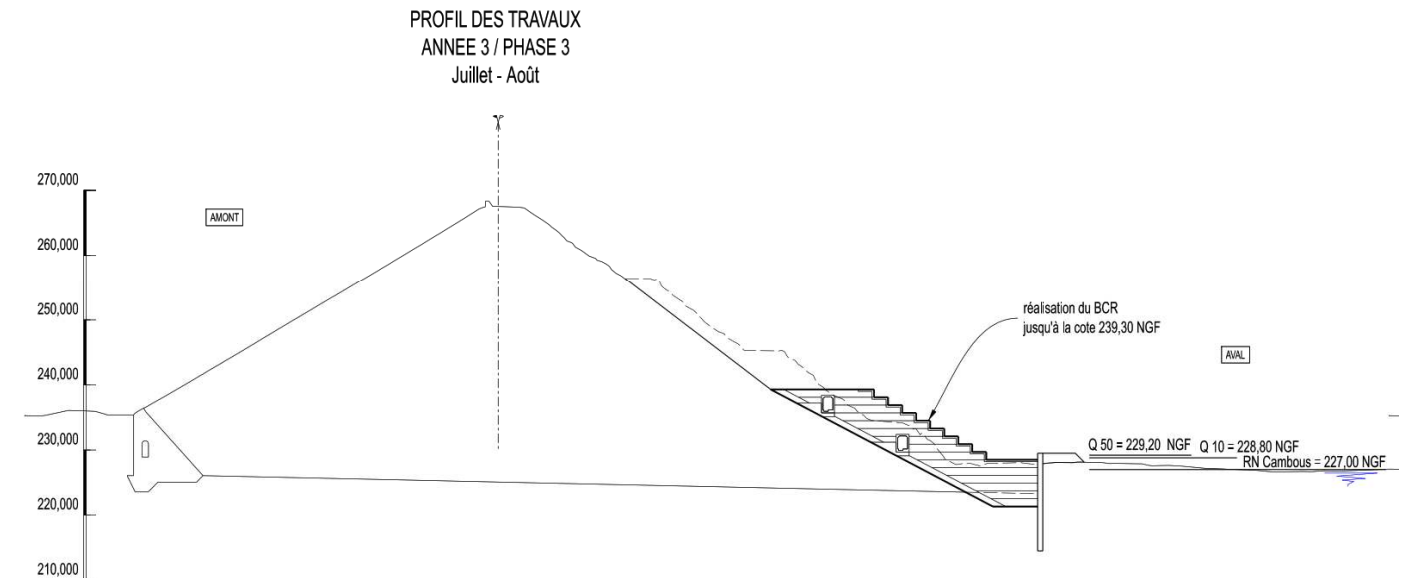 PROFIL DES TRAVAUX
ANNEE 3 / PHASE 3
Juillet - Août
270,000
AMONT
260,000
250,000
réalisation du BCR
jusqu'à la cote 239,30 NGF
AVAL
240,000
230,000
Q 50 = 229,20 NGF Q 10 = 228,80 NGF
RN Cambous = 227,00 NGF
220,000
210,000